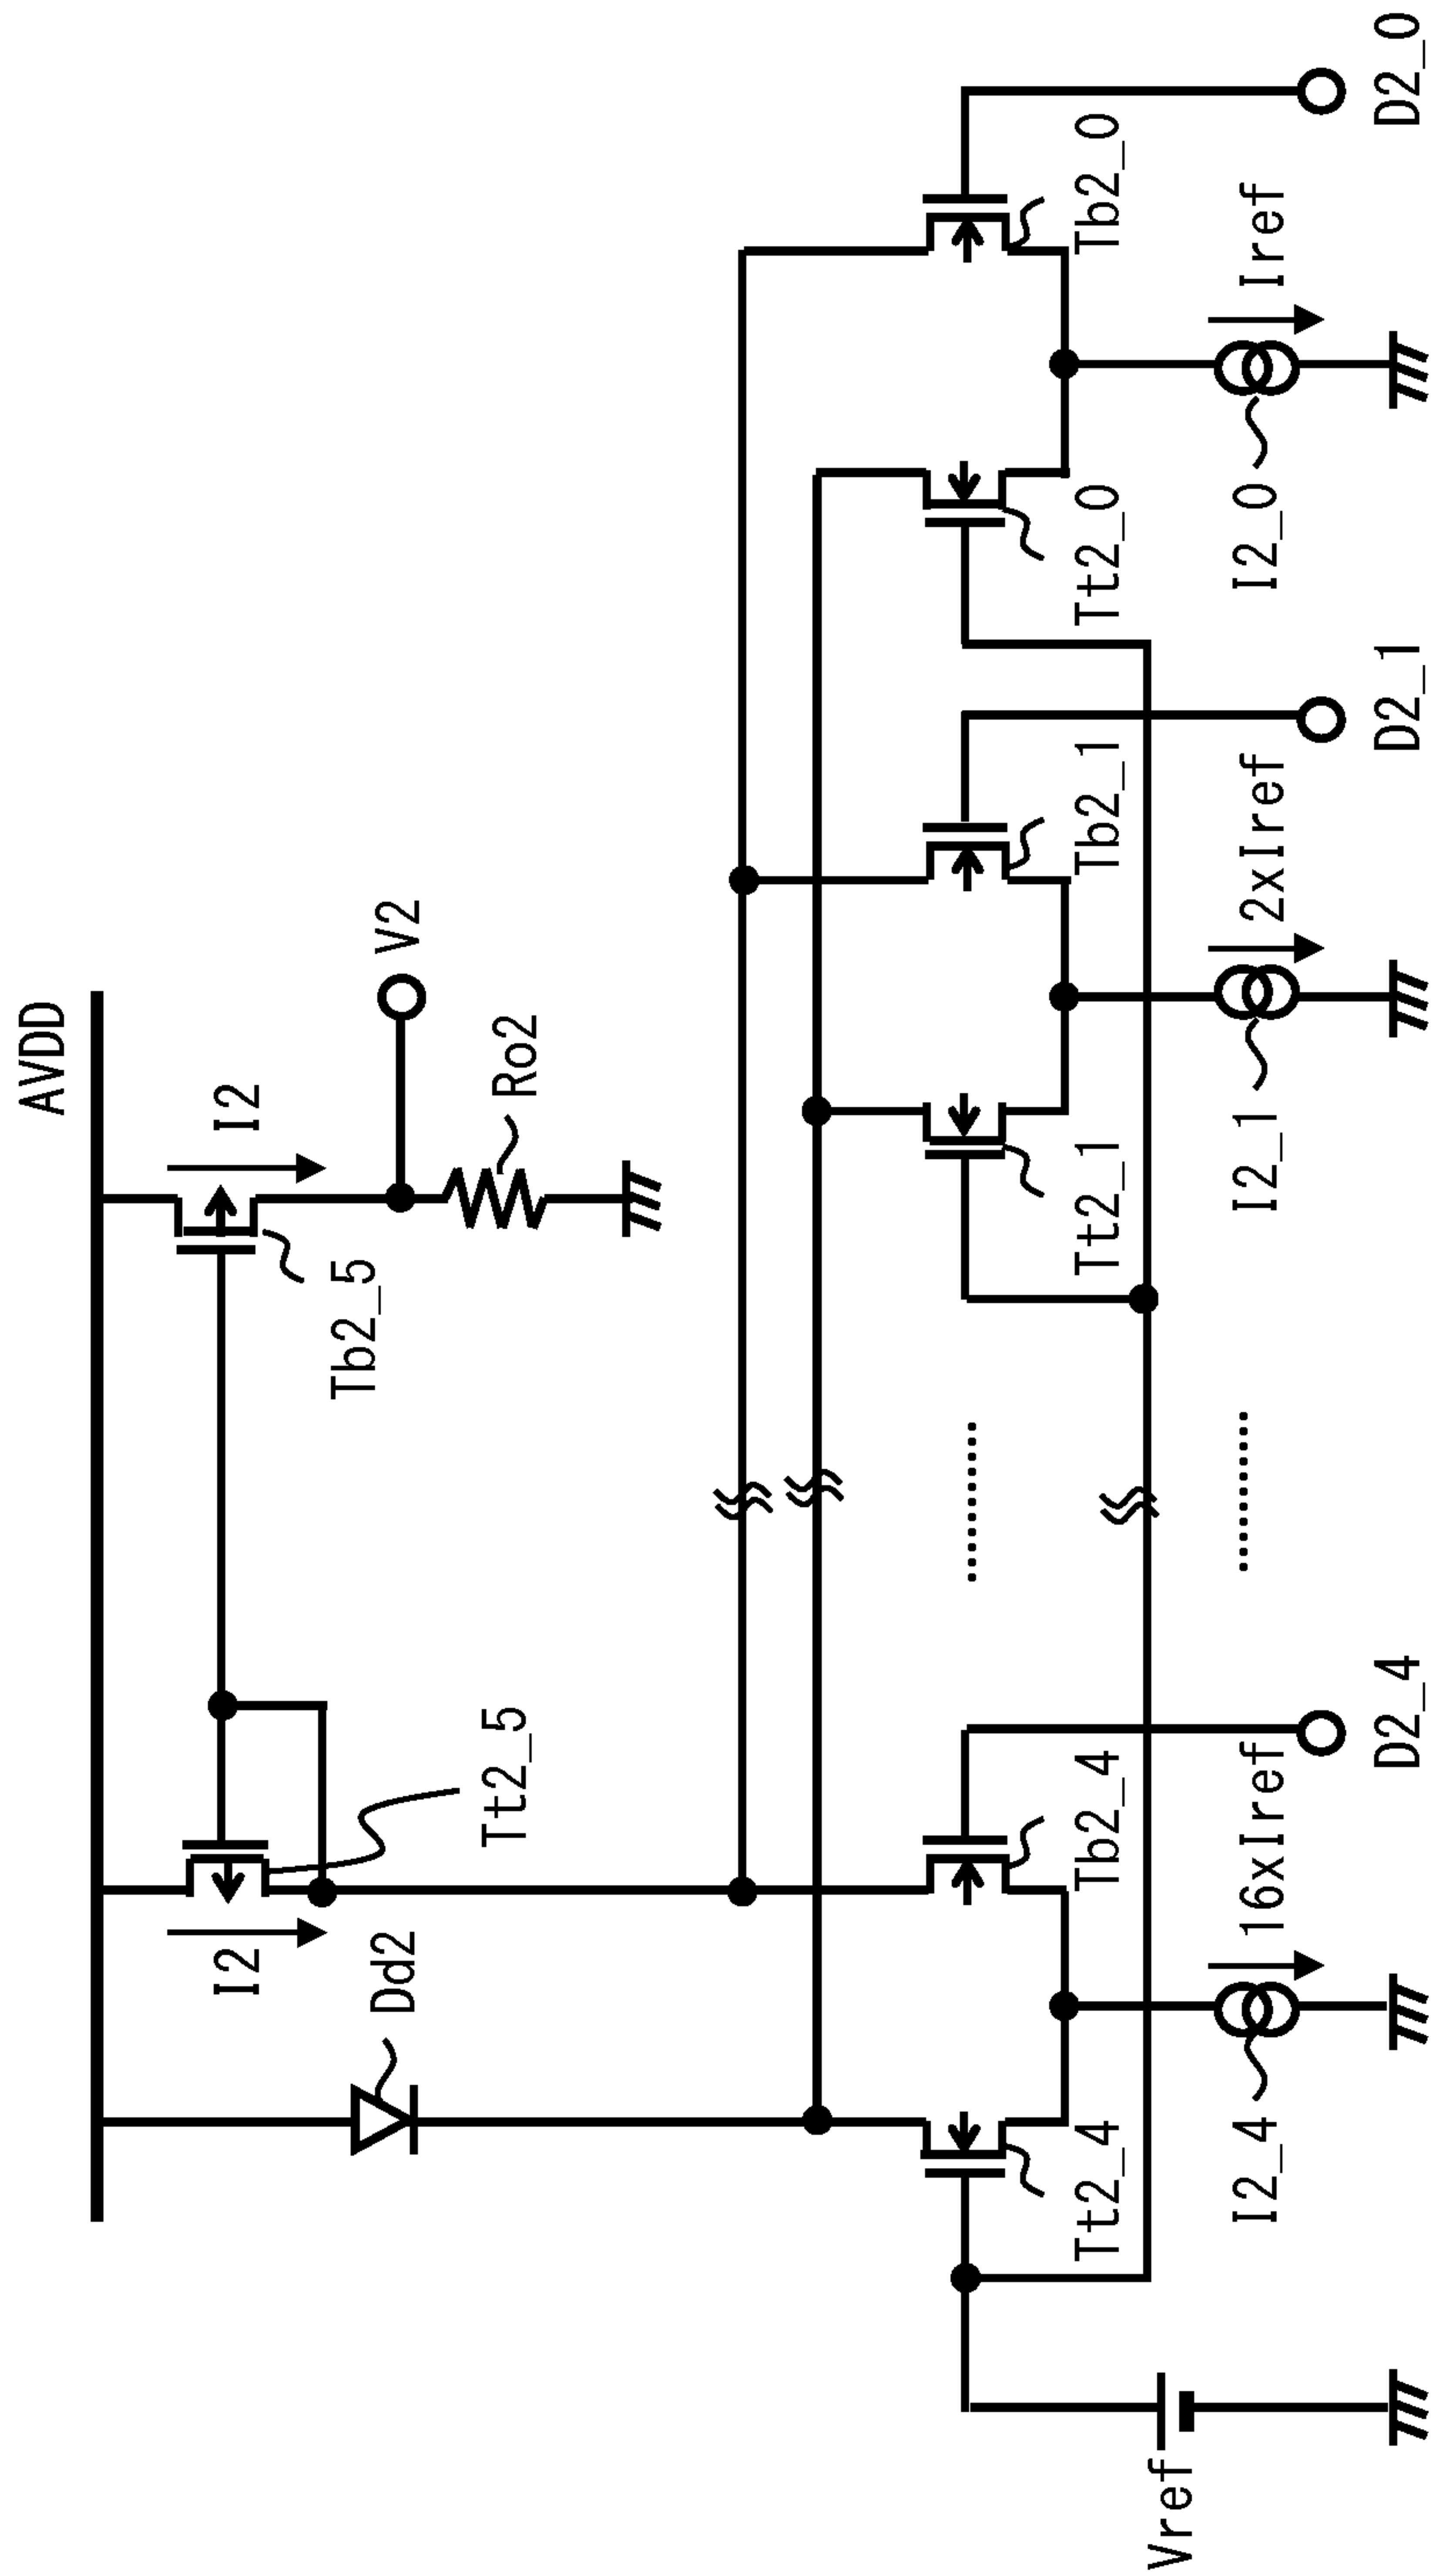 AVDD
I2
I2
Tb2_5
V2
Ro2
Dd2
Tt2_5
Tt2_4
Tb2_4
Tt2_1
Tb2_1
Tt2_0
Tb2_0
Vref
I2_4
16xIref
I2_1
2xIref
I2_0
Iref
D2_4
D2_1
D2_0